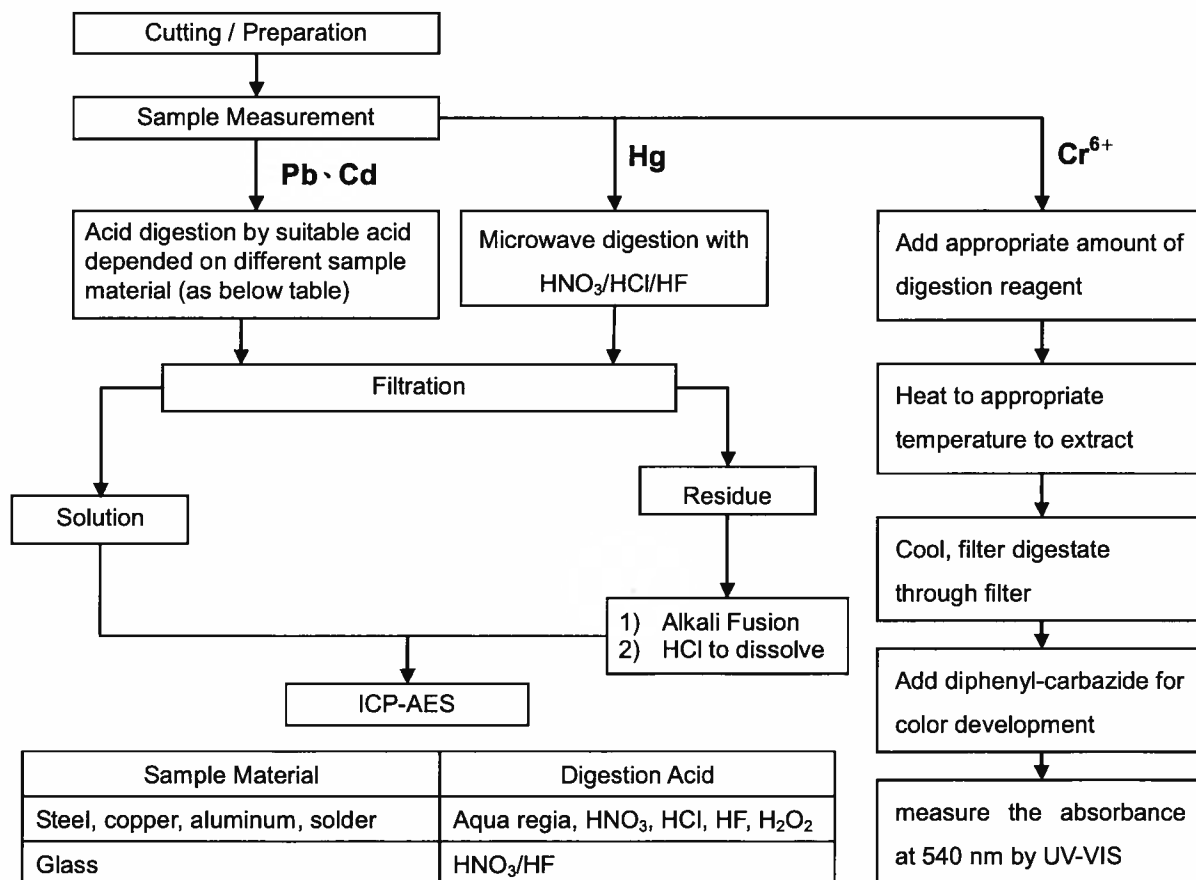 Cutting / Preparation
Sample Measurement
Pb、Cd
Hg
Cr⁶⁺
Acid digestion by suitable acid
depended on different sample
material (as below table)
Microwave digestion with
HNO₃/HCl/HF
Add appropriate amount of
digestion reagent
Filtration
Heat to appropriate
temperature to extract
Solution
Residue
Cool, filter digestate
through filter
1) Alkali Fusion
2) HCl to dissolve
ICP-AES
Add diphenyl-carbazide for
color development
measure the absorbance
at 540 nm by UV-VIS
Sample Material Digestion Acid
Steel, copper, aluminum, solder Aqua regia, HNO₃, HCl, HF, H₂O₂
Glass HNO₃/HF